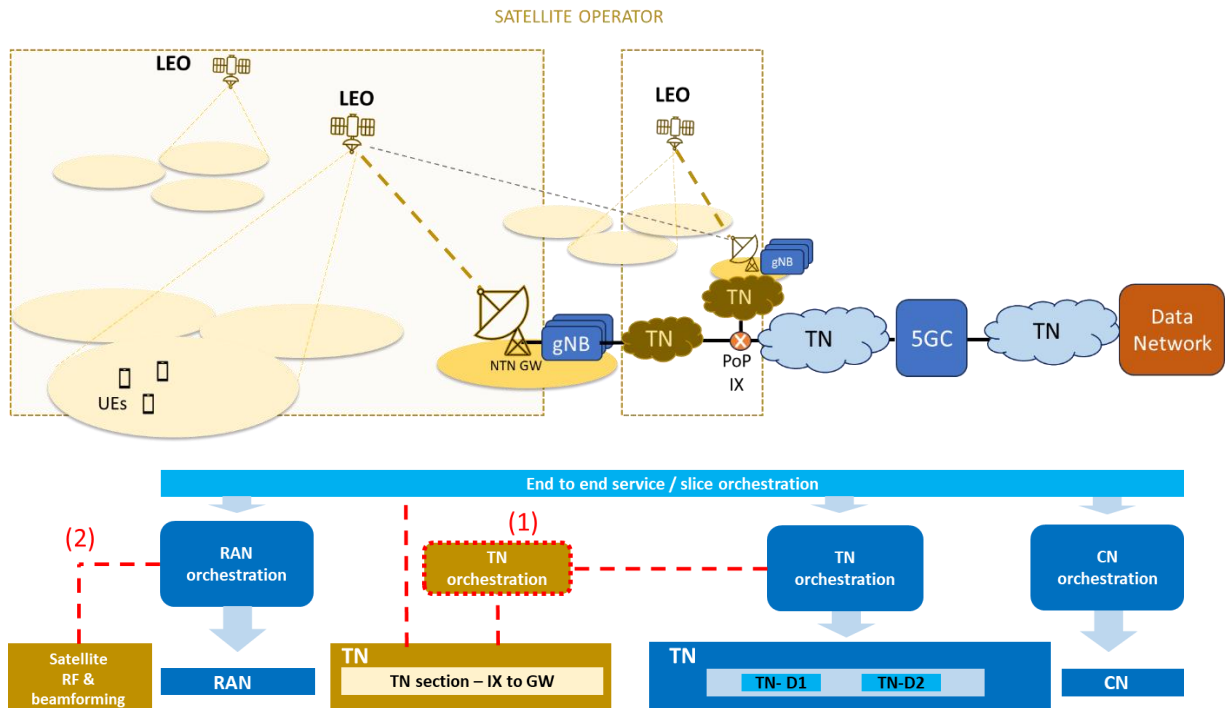 SATELLITE OPERATOR
LEO
LEO
LEO
gNB
TN
gNB
NTN GW
TN
X
PoP
IX
TN
5GC
TN
Data
Network
UEs
End to end service / slice orchestration
(2)
RAN
orchestration
(1)
TN
orchestration
TN
orchestration
CN
orchestration
Satellite
RF &
beamforming
RAN
TN
TN section – IX to GW
TN
TN- D1
TN-D2
CN